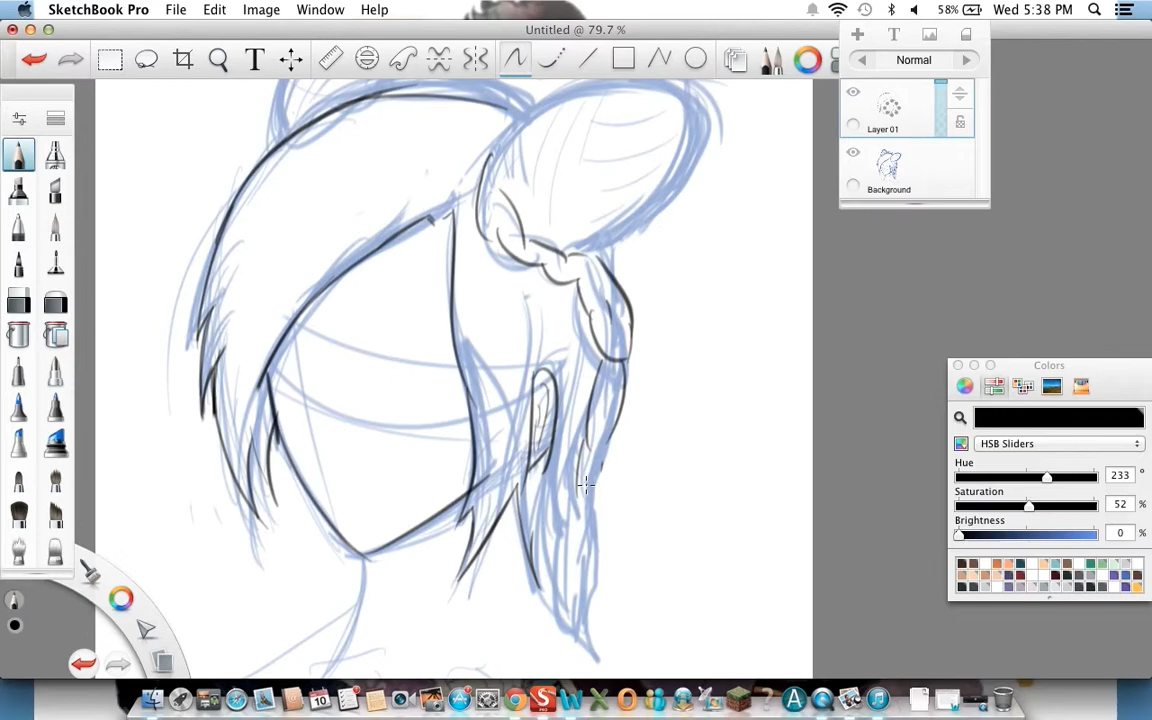 SketchBook Pro File Edit Image Window Help 58% Wed 5:38 PM
Untitled @ 79.7 %
T
T
Normal
Layer 01
Background
Colors
HSB Sliders
Hue
233 °
Saturation
52 %
Brightness
0 %